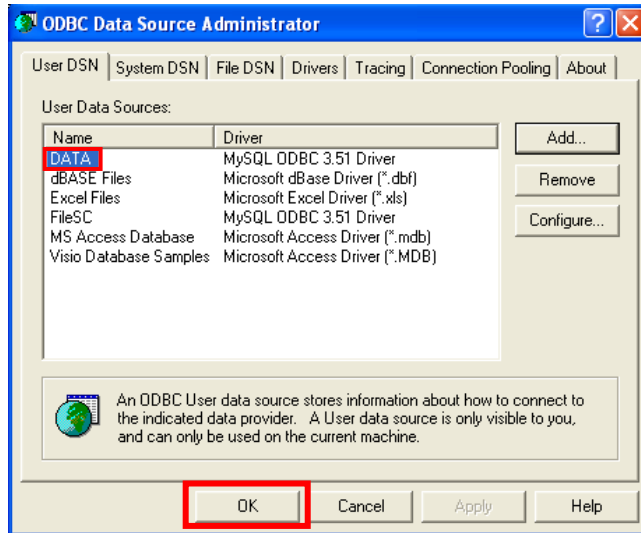 ODBC Data Source Administrator
User DSN System DSN File DSN Drivers Tracing Connection Pooling About
User Data Sources:
Name Driver
DATA MySQL ODBC 3.51 Driver
dBASE Files Microsoft dBase Driver (*.dbf)
Excel Files Microsoft Excel Driver (*.xls)
FileSC MySQL ODBC 3.51 Driver
MS Access Database Microsoft Access Driver (*.mdb)
Visio Database Samples Microsoft Access Driver (*.MDB)
Add...
Remove
Configure...
An ODBC User data source stores information about how to connect to
the indicated data provider. A User data source is only visible to you,
and can only be used on the current machine.
OK Cancel Apply Help